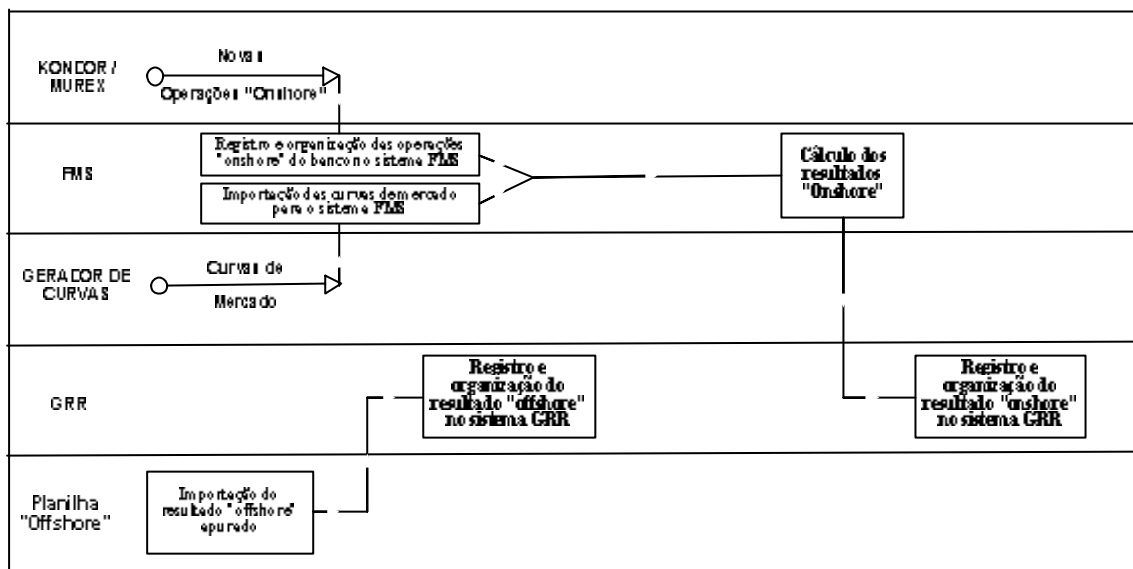 KONDOR /
MUREX
Novas
Operações "Onshore"
FMS
Registro e organização das operações
"onshore" do banco no sistema FMS
Importação das curvas de mercado
para o sistema FMS
Cálculo dos
resultados
"Onshore"
GERADOR DE
CURVAS
Curvas de
Mercado
GRR
Registro e
organização do
resultado "offshore"
no sistema GRR
Registro e
organização do
resultado "onshore"
no sistema GRR
Planilha
"Offshore"
Importação do
resultado "offshore"
apurado